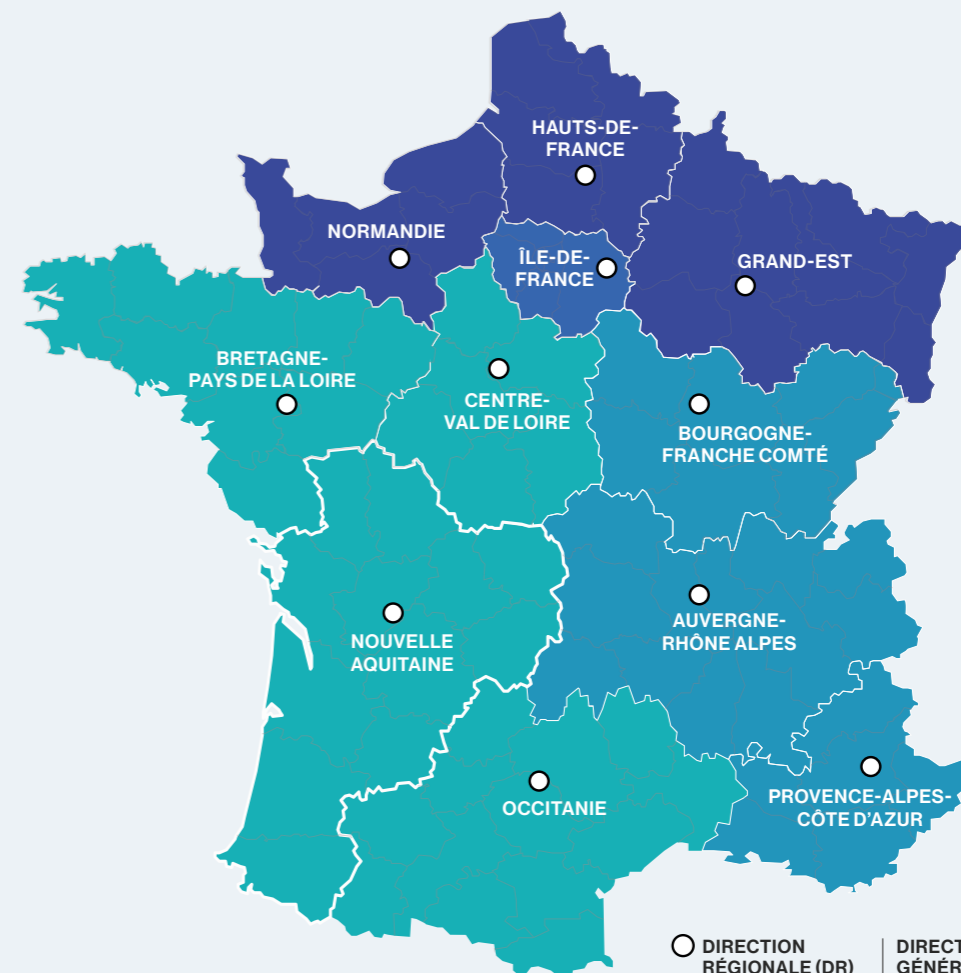 HAUTS-DE-
FRANCE
NORMANDIE
ÎLE-DE-
FRANCE
GRAND-EST
BRETAGNE-
PAYS DE LA LOIRE
CENTRE-
VAL DE LOIRE
BOURGOGNE-
FRANCHE COMTÉ
NOUVELLE
AQUITAINE
AUVERGNE-
RHÔNE ALPES
OCCITANIE
PROVENCE-ALPES-
CÔTE D'AZUR
DIRECTION
RÉGIONALE (DR)